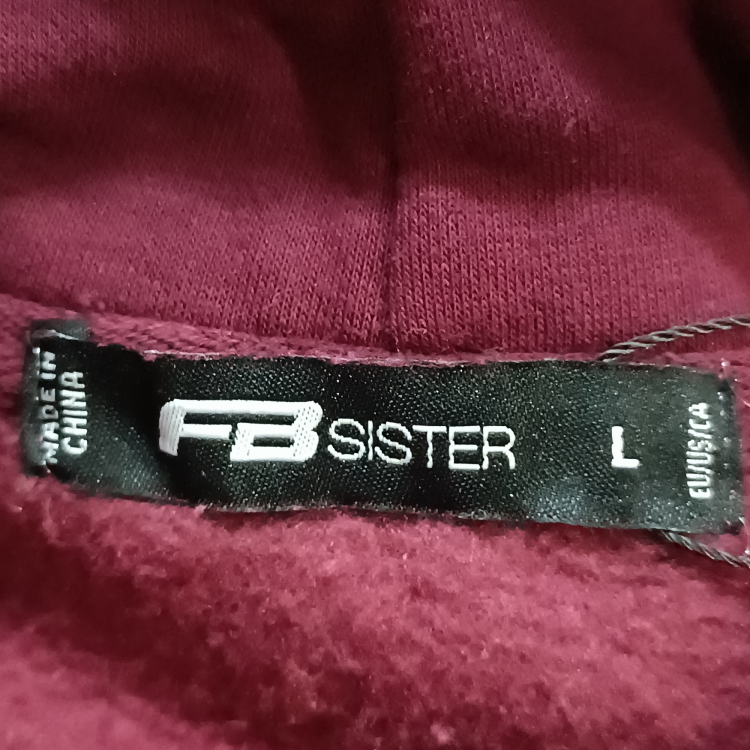 MADE IN
CHINA
FB SISTER
L
EU/US/CA